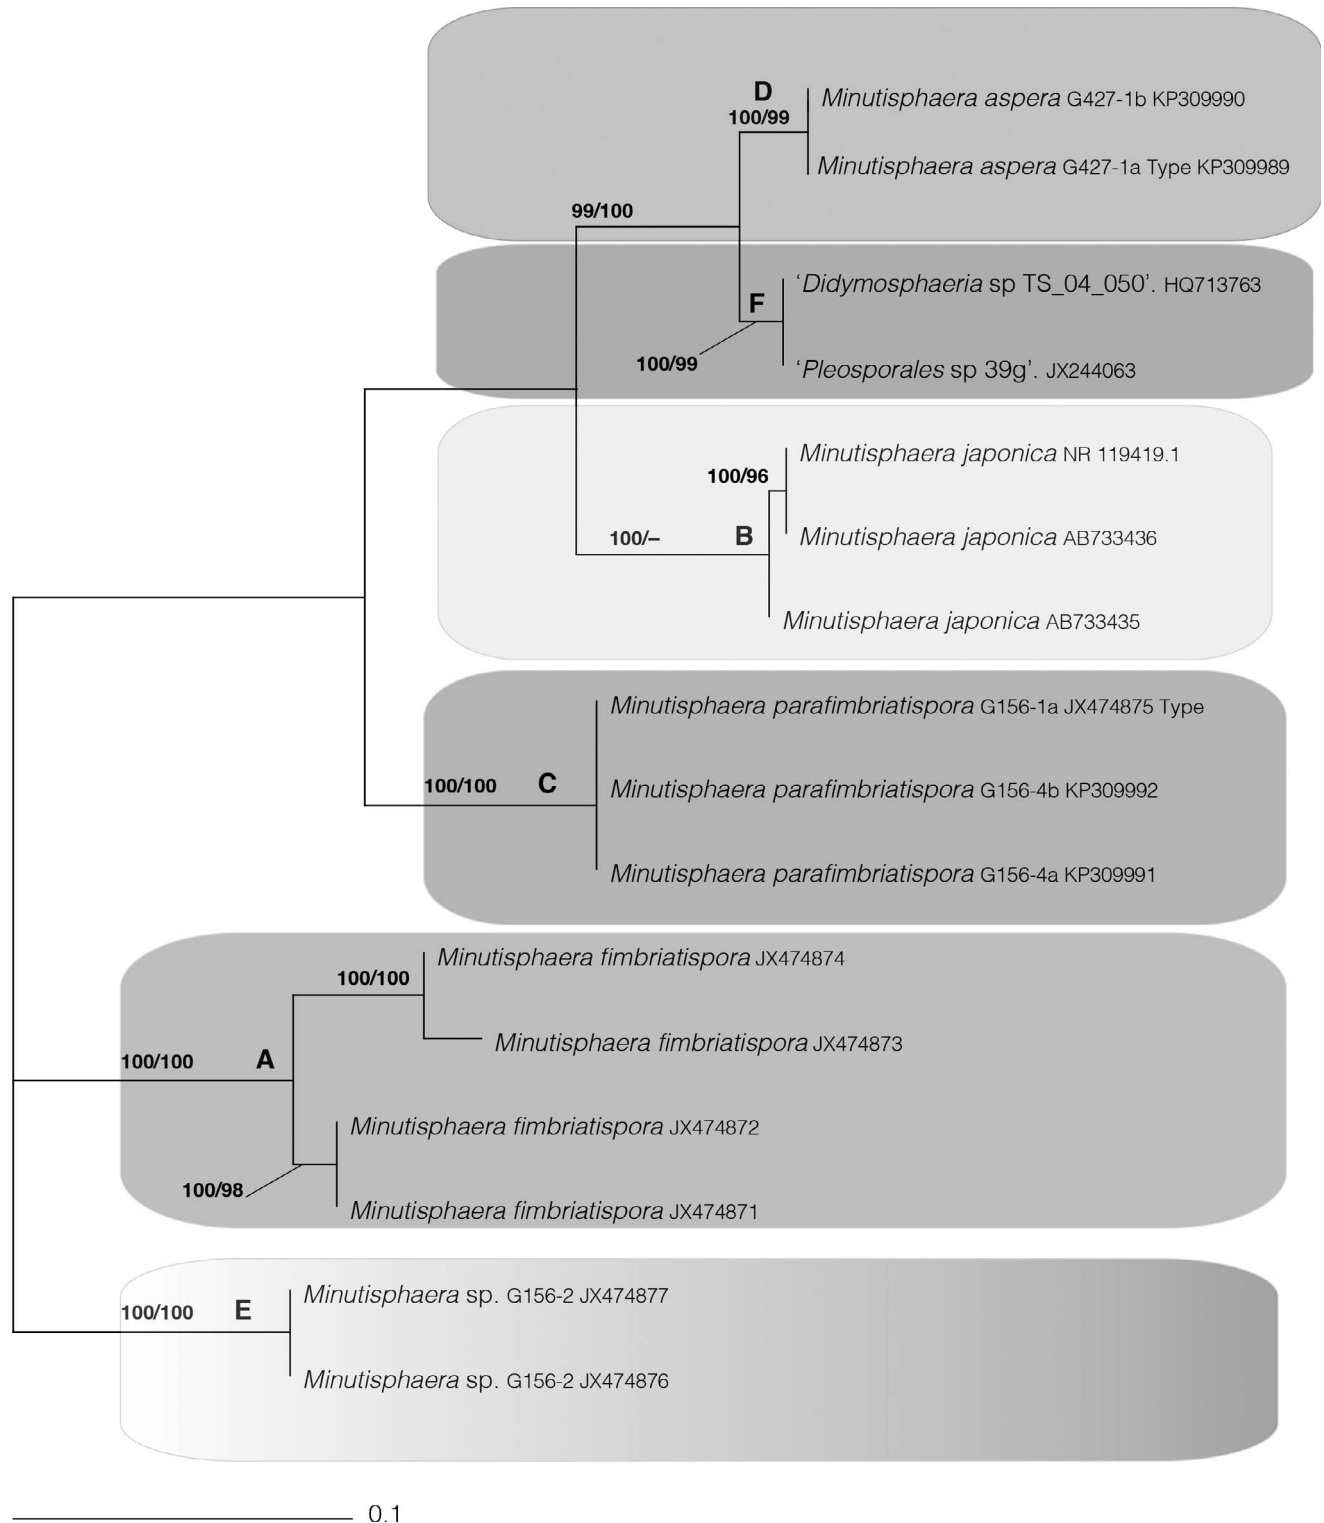 D
Minutisphaera aspera G427-1b KP309990
100/99
Minutisphaera aspera G427-1a Type KP309989
99/100
‘Didymosphaeria sp TS_04_050’. HQ713763
F
100/99
‘Pleosporales sp 39g’. JX244063
Minutisphaera japonica NR 119419.1
100/96
100/–
B
Minutisphaera japonica AB733436
Minutisphaera japonica AB733435
Minutisphaera parafimbriatispora G156-1a JX474875 Type
100/100
C
Minutisphaera parafimbriatispora G156-4b KP309992
Minutisphaera parafimbriatispora G156-4a KP309991
Minutisphaera fimbriatispora JX474874
100/100
Minutisphaera fimbriatispora JX474873
100/100
A
Minutisphaera fimbriatispora JX474872
100/98
Minutisphaera fimbriatispora JX474871
Minutisphaera sp. G156-2 JX474877
100/100
E
Minutisphaera sp. G156-2 JX474876
0.1